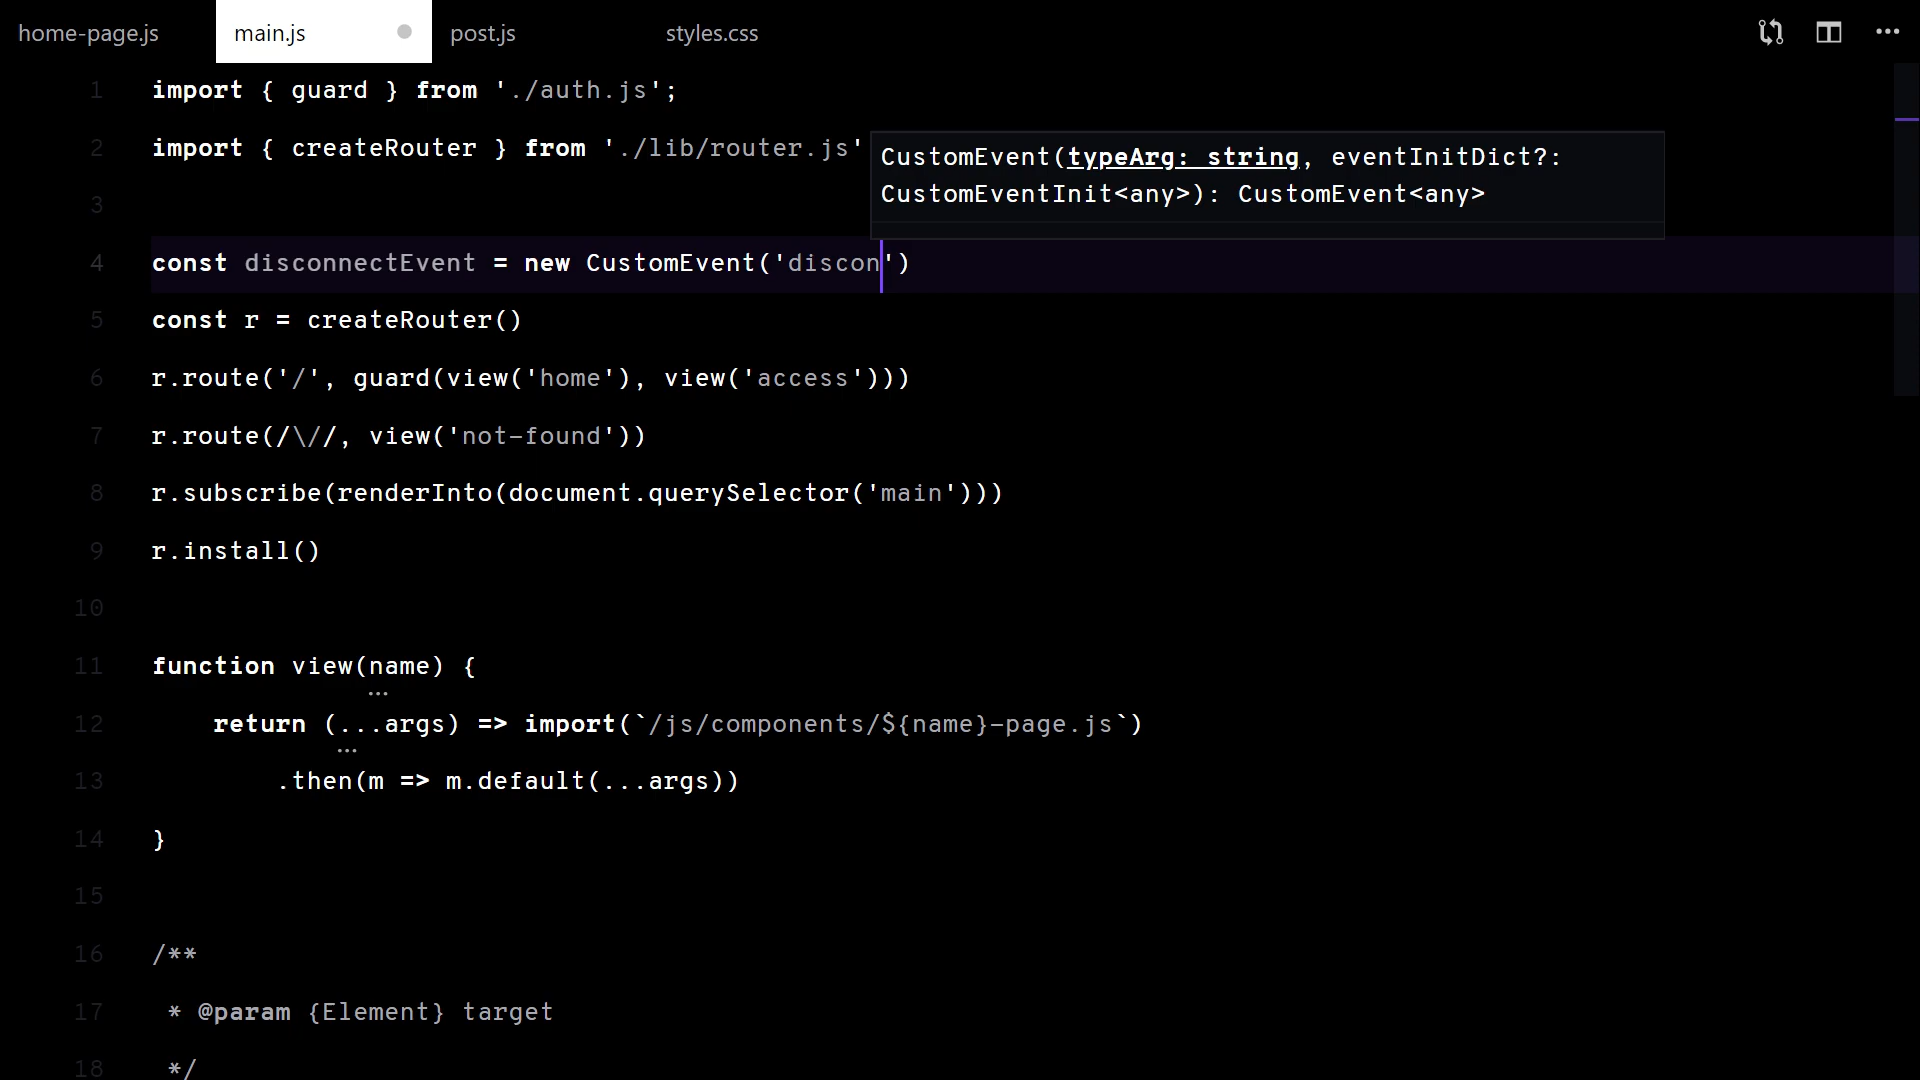 home-page.js main.js post.js styles.css
1 import { guard } from './auth.js';
2 import { createRouter } from './lib/router.js'
CustomEvent(typeArg: string, eventInitDict?:
CustomEventInit<any>): CustomEvent<any>
3
4 const disconnectEvent = new CustomEvent('discon')
5 const r = createRouter()
6 r.route('/', guard(view('home'), view('access')))
7 r.route(/\//, view('not-found'))
8 r.subscribe(renderInto(document.querySelector('main')))
9 r.install()
10
11 function view(name) {
12 return (...args) => import(`/js/components/${name}-page.js`)
13 .then(m => m.default(...args))
14 }
15
16 /**
17 * @param {Element} target
18 */